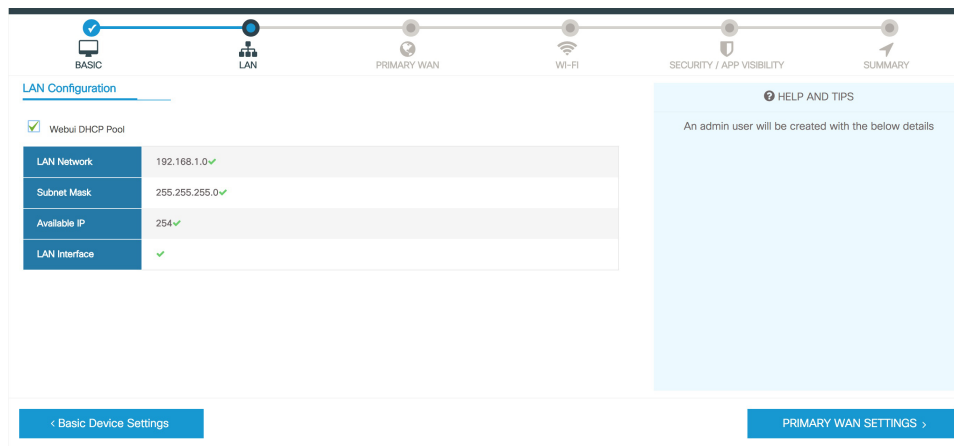 BASIC
LAN
PRIMARY WAN
WI-FI
SECURITY / APP VISIBILITY
SUMMARY
LAN Configuration
Webui DHCP Pool
LAN Network 192.168.1.0
Subnet Mask 255.255.255.0
Available IP 254
LAN Interface
? HELP AND TIPS
An admin user will be created with the below details
< Basic Device Settings
PRIMARY WAN SETTINGS >